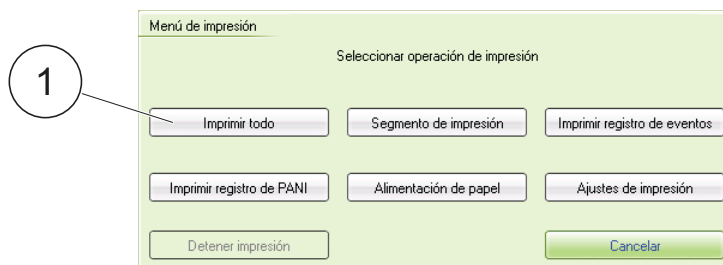 Menú de impresión
Seleccionar operación de impresión
1
Imprimir todo
Segmento de impresión
Imprimir registro de eventos
Imprimir registro de PANI
Alimentación de papel
Ajustes de impresión
Detener impresión
Cancelar